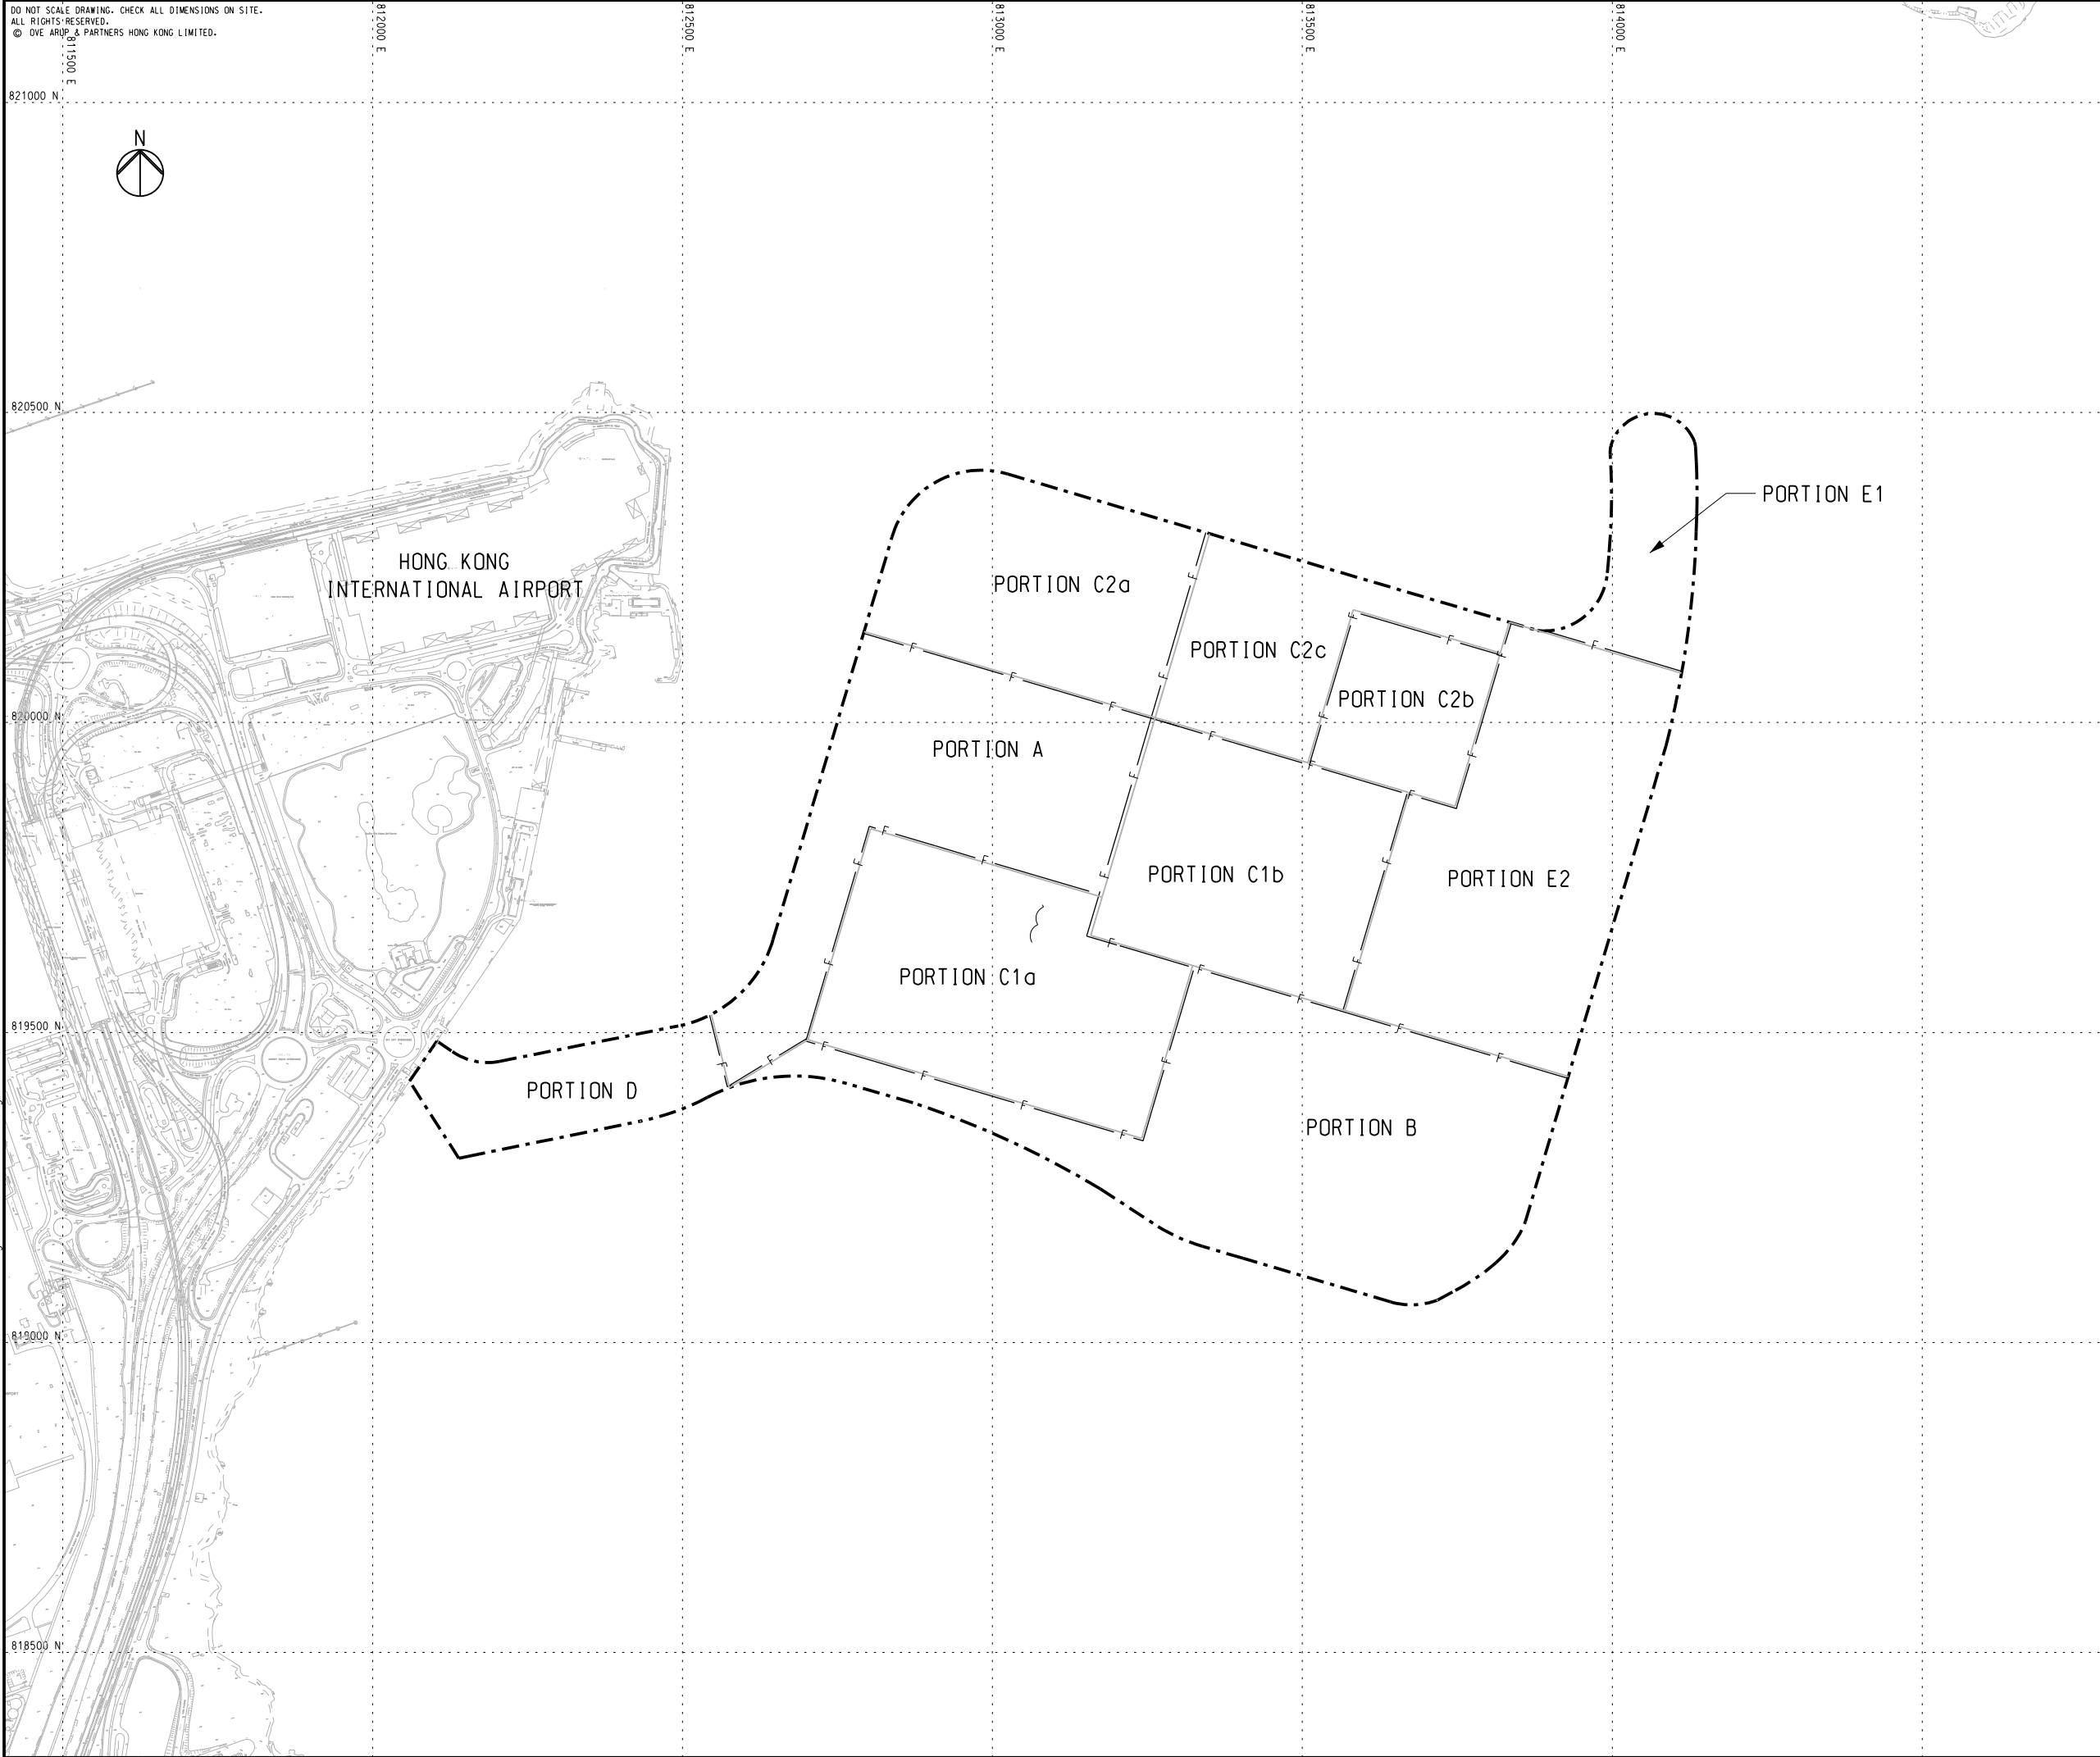 DO NOT SCALE DRAWING. CHECK ALL DIMENSIONS ON SITE.
ALL RIGHTS RESERVED.
© OVE ARUP & PARTNERS HONG KONG LIMITED.
811500 E
812000 E
812500 E
813000 E
813500 E
814000 E
821000 N
N
820500 N
PORTION E1
HONG KONG
INTERNATIONAL AIRPORT
PORTION C2a
PORTION C2c
PORTION C2b
820000 N
PORTION A
PORTION C1b
PORTION E2
PORTION C1a
819500 N
PORTION D
PORTION B
819000 N
818500 N